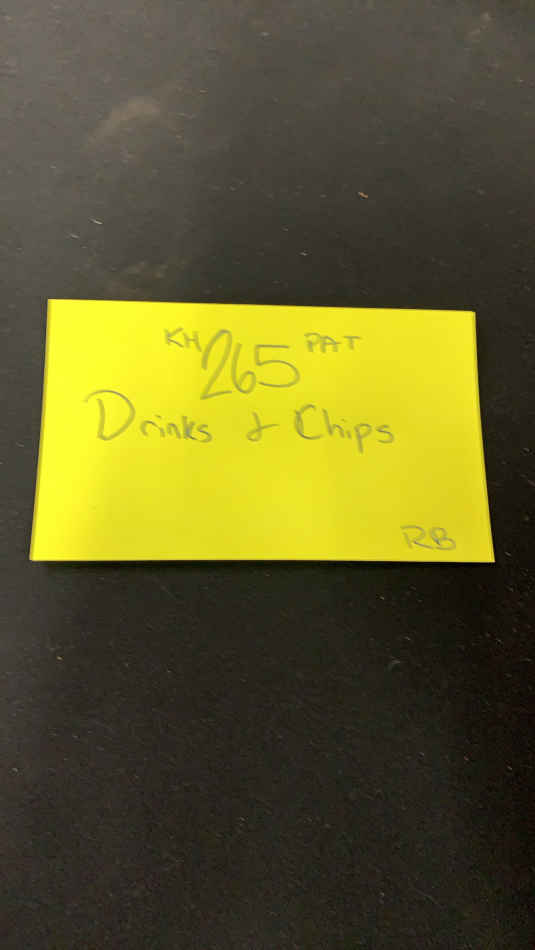 KH 265 PAT
Drinks & Chips
RB